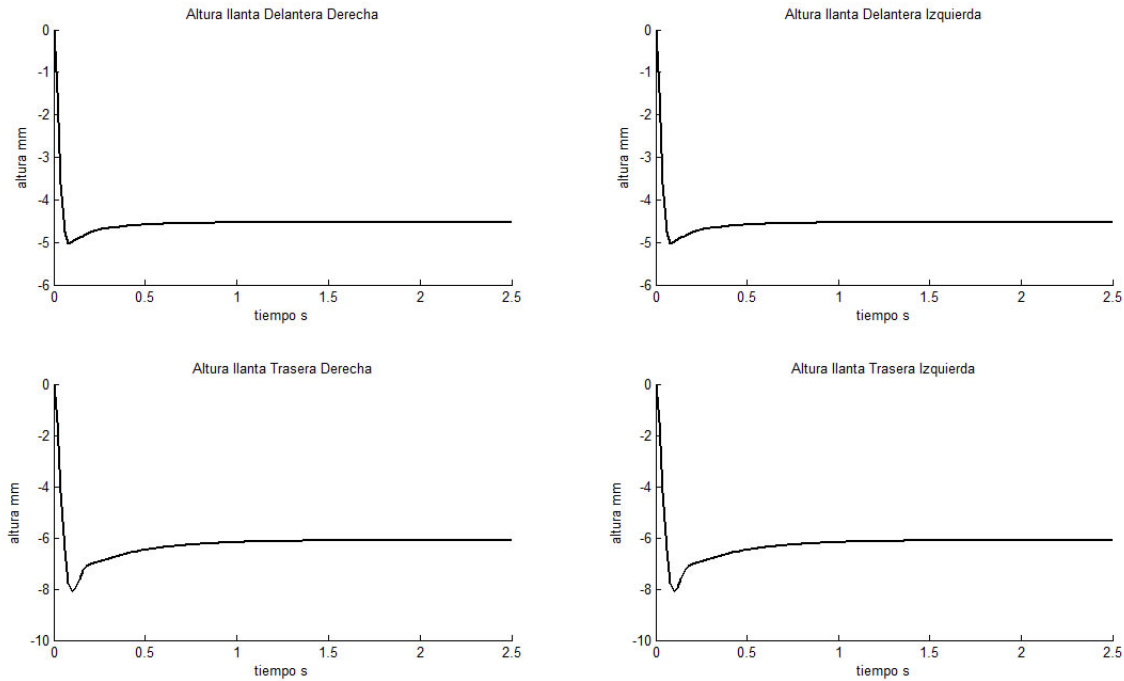 Altura llanta Delantera Derecha
0
-1
-2
-3
-4
-5
-6
altura mm
0 0.5 1 1.5 2 2.5
tiempo s
Altura llanta Delantera Izquierda
0
-1
-2
-3
-4
-5
-6
altura mm
0 0.5 1 1.5 2 2.5
tiempo s
Altura llanta Trasera Derecha
0
-2
-4
-6
-8
-10
altura mm
0 0.5 1 1.5 2 2.5
tiempo s
Altura llanta Trasera Izquierda
0
-2
-4
-6
-8
-10
altura mm
0 0.5 1 1.5 2 2.5
tiempo s